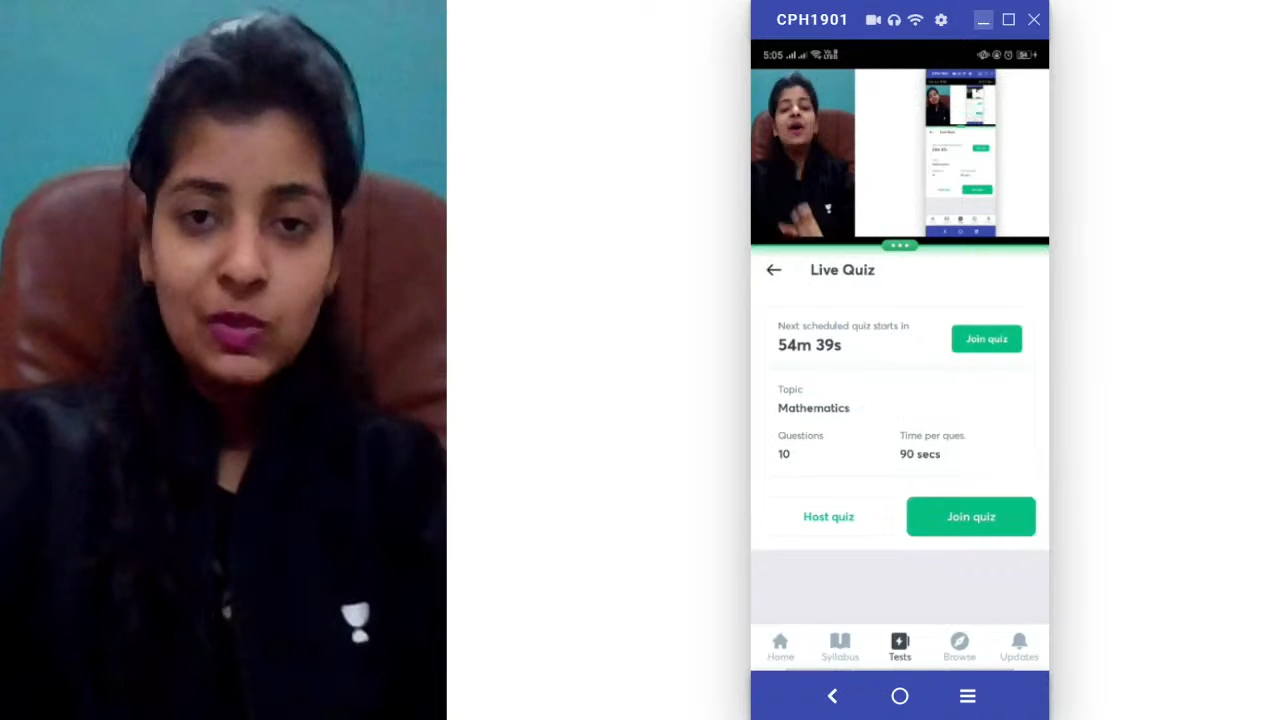 CPH1901
5:05
Live Quiz
Next scheduled quiz starts in
54m 39s
Join quiz
Topic
Mathematics
Questions
Time per ques.
10
90 secs
Host quiz
Join quiz
Home
Syllabus
Tests
Browse
Updates